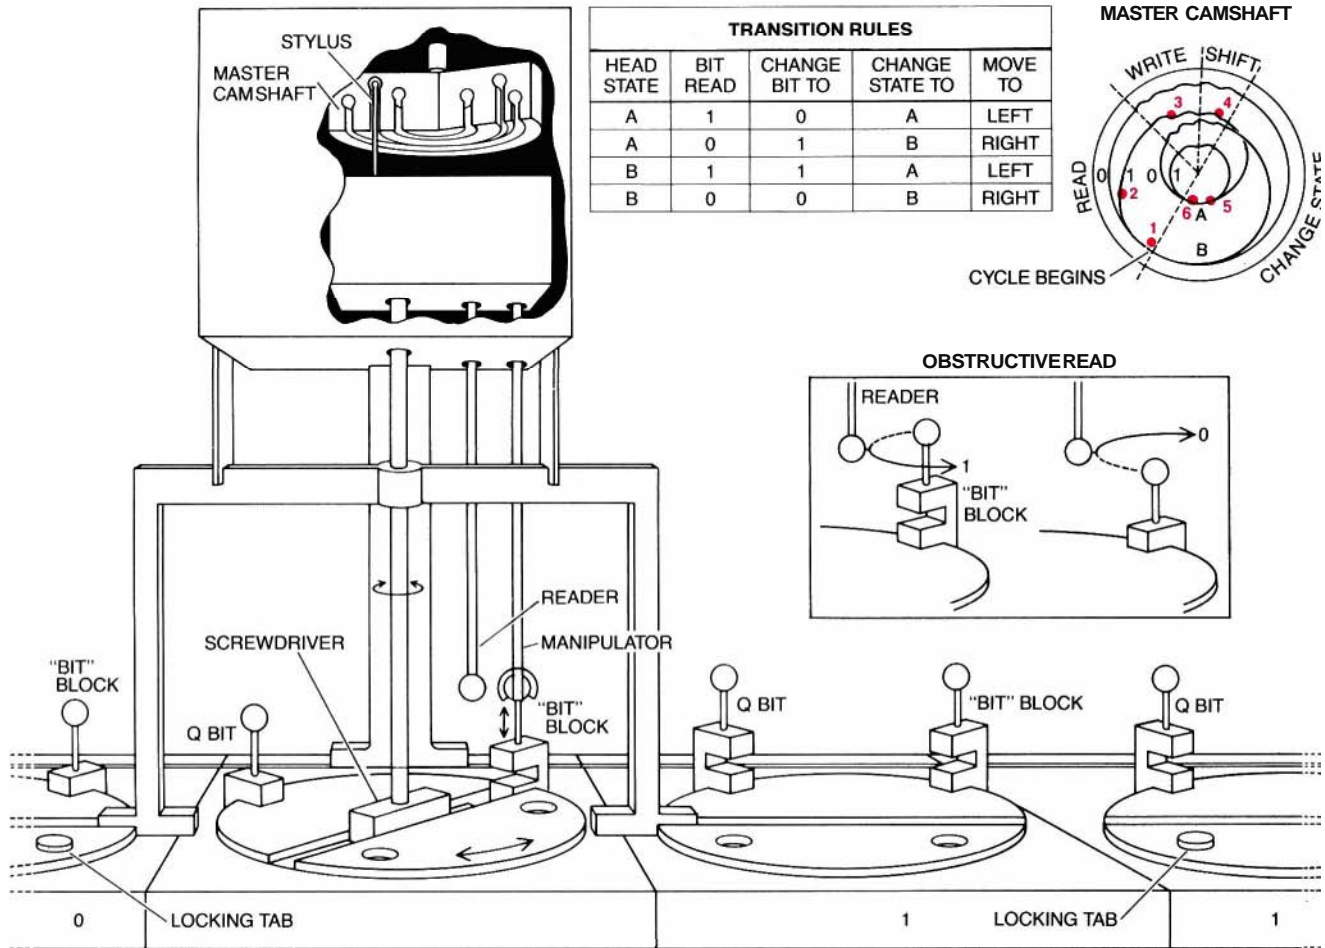 STYLUS
MASTER
CAMSHAFT
TRANSITION RULES
HEAD STATE BIT READ CHANGE BIT TO CHANGE STATE TO MOVE TO
A 1 0 A LEFT
A 0 1 B RIGHT
B 1 1 A LEFT
B 0 0 B RIGHT
MASTER CAMSHAFT
WRITE SHIFT
3 4
READ
0 1 0 1
2
6 A 5
1
B
CHANGE STATE
CYCLE BEGINS
OBSTRUCTIVE READ
READER
0
1
"BIT"
BLOCK
READER
SCREWDRIVER
MANIPULATOR
"BIT"
BLOCK
Q BIT
"BIT"
BLOCK
Q BIT
"BIT" BLOCK
Q BIT
0
LOCKING TAB
1
LOCKING TAB
1